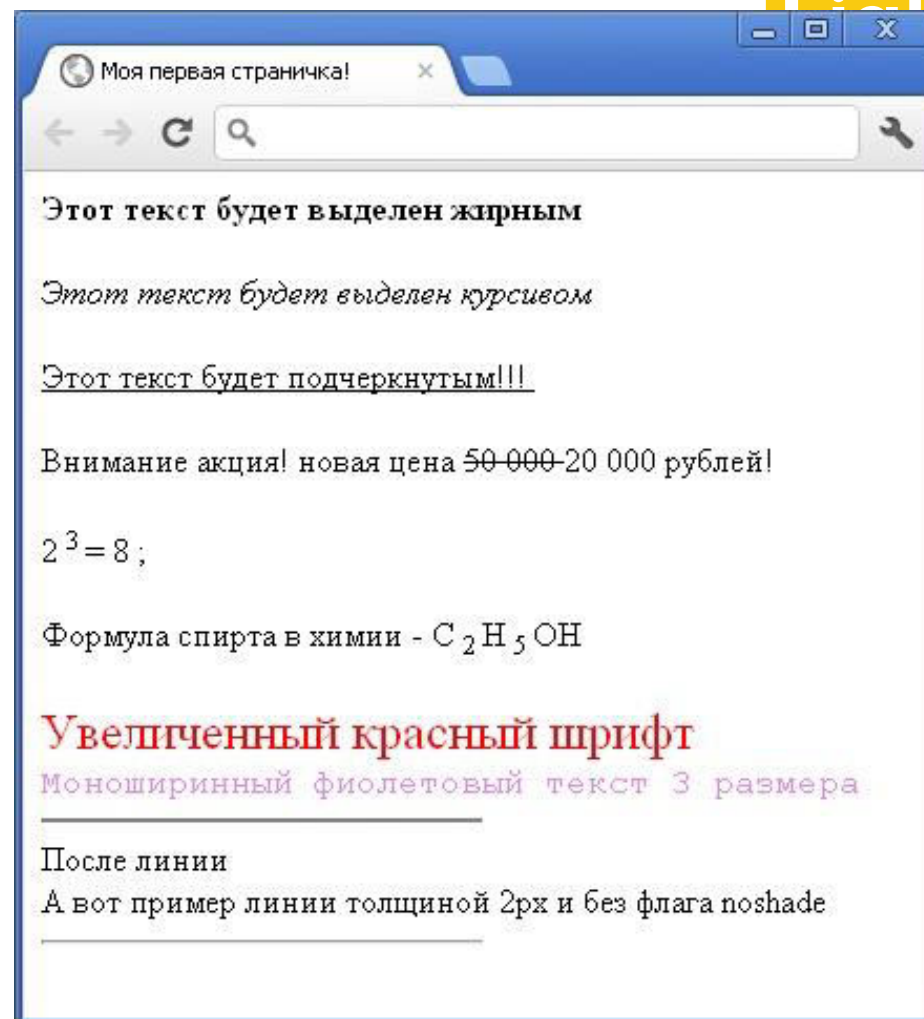 Моя первая страничка!
Этот текст будет выделен жирным
Этот текст будет выделен курсивом
Этот текст будет подчеркнутым!!!
Внимание акция! новая цена 50 000 20 000 рублей!
2 3 = 8 ;
Формула спирта в химии - C 2 H 5 OH
Увеличенный красный шрифт
Моноширинный фиолетовый текст 3 размера
После линии
А вот пример линии толщиной 2px и без флага noshade